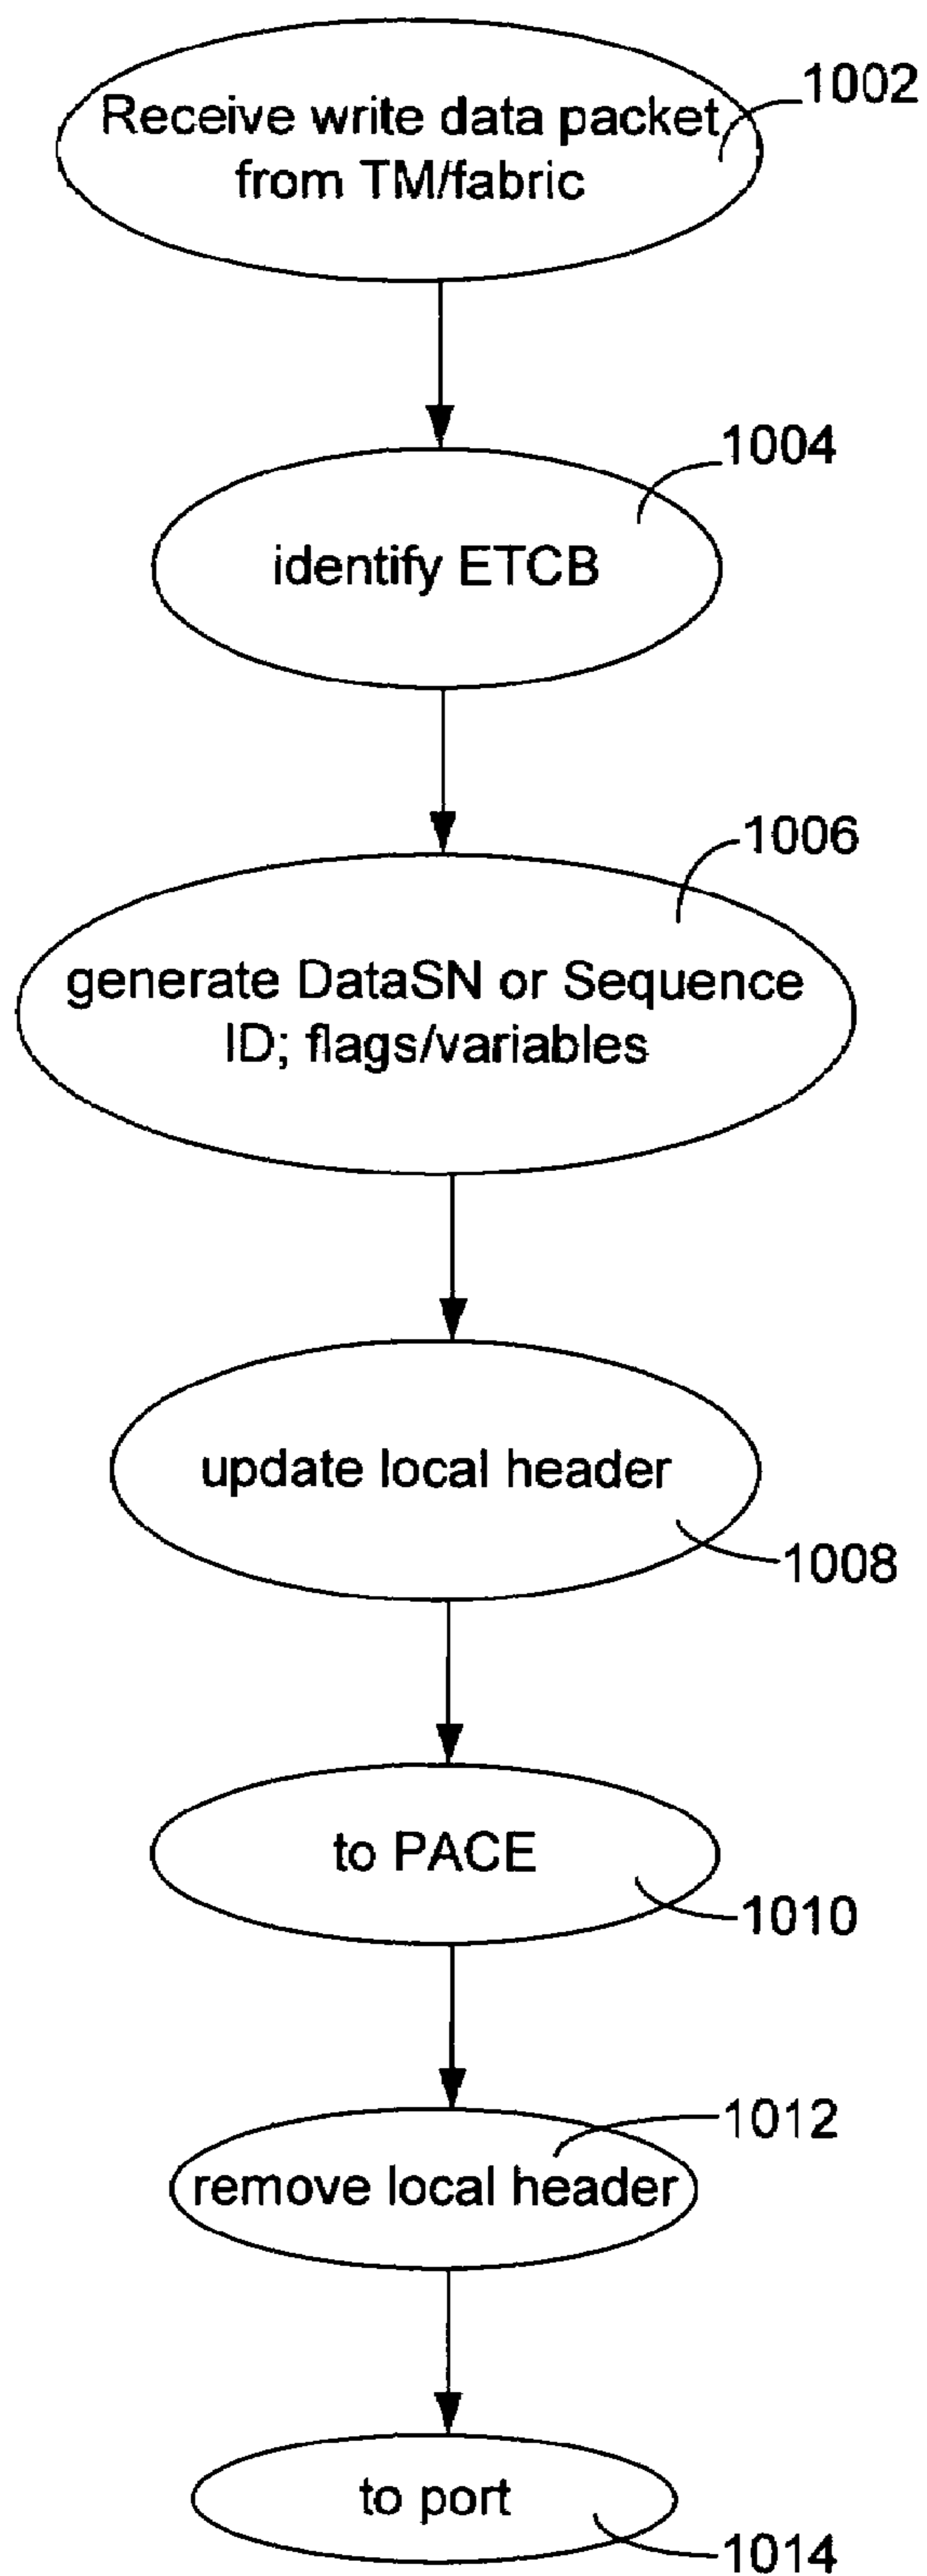 1002
Receive write data packet
from TM/fabric
1004
identify ETCB
1006
generate DataSN or Sequence
ID; flags/variables
update local header
1008
to PACE
1010
1012
remove local header
to port
1014